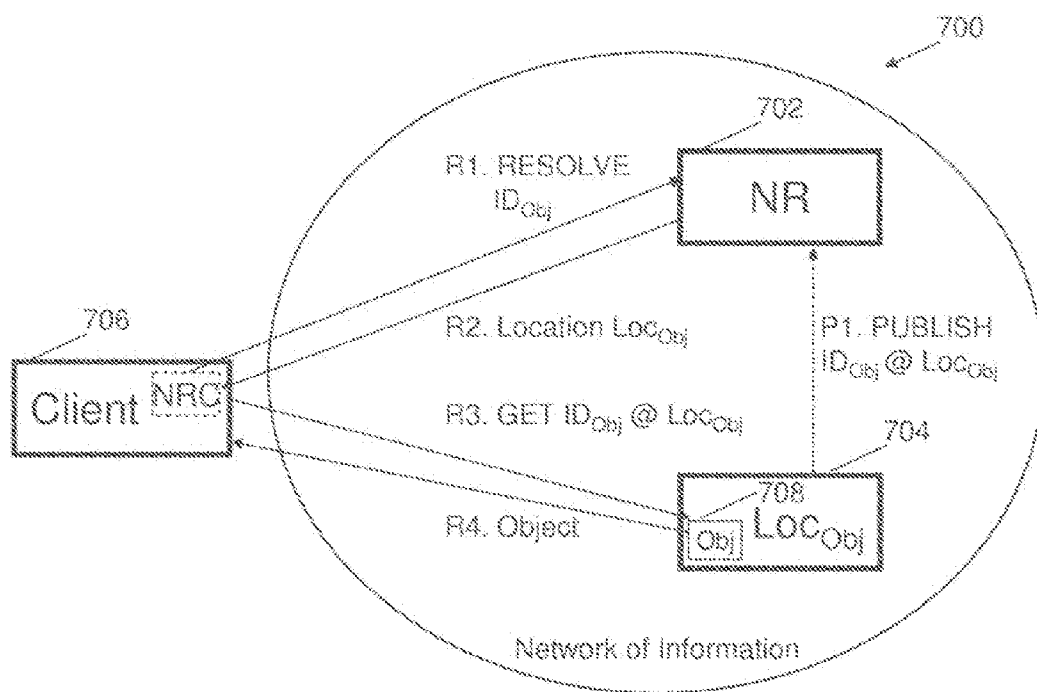 700
702
R1. RESOLVE
ID_Obj
NR
706
R2. Location Loc_Obj
P1. PUBLISH
ID_Obj @ Loc_Obj
Client
NRC
R3. GET ID_Obj @ Loc_Obj
704
708
R4. Object
Obj
Loc_Obj
Network of Information